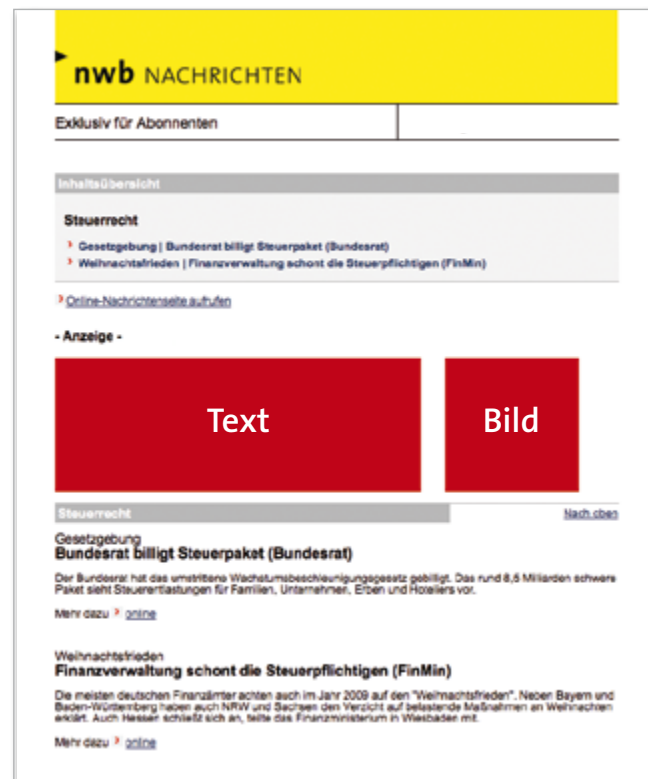 nwb NACHRICHTEN
Exklusiv für Abonnenten
Inhaltsübersicht
Steuerrecht
Gesetzgebung | Bundesrat billigt Steuerpaket (Bundesrat)
Weihnachtsfrieden | Finanzverwaltung schont die Steuerpflichtigen (FinMin)
Online-Nachrichtenseite aufrufen
- Anzeige -
Text Bild
Steuerrecht Nach oben
Gesetzgebung
Bundesrat billigt Steuerpaket (Bundesrat)
Der Bundesrat hat das umstrittene Wachstumsbeschleunigungsgesetz gebilligt. Das rund 8,5 Milliarden schwere
Paket sieht Steuerentlastungen für Familien, Unternehmen, Erben und Hoteliers vor.
Mehr dazu online
Weihnachtsfrieden
Finanzverwaltung schont die Steuerpflichtigen (FinMin)
Die meisten deutschen Finanzämter achten auch im Jahr 2009 auf den "Weihnachtsfrieden". Neben Bayern und
Baden-Württemberg haben auch NRW und Sachsen den Verzicht auf belastende Maßnahmen an Weihnachten
erklärt. Auch Hessen schließt sich an, teilte das Finanzministerium in Wiesbaden mit.
Mehr dazu online